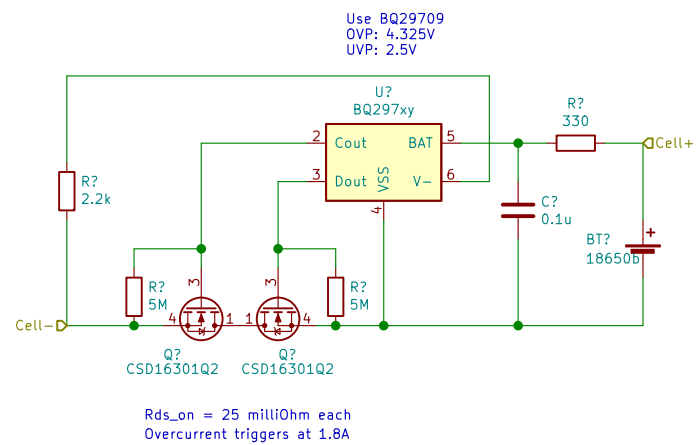 Use BQ29709
OVP: 4.325V
UVP: 2.5V
U?
BQ297xy
R?
330
2 Cout BAT 5
Cell+
R?
2.2k
3 Dout VSS V- 6
4
C?
0.1u
BT?
18650b
+
3
3
R?
5M
R?
5M
Cell-
4 1 1 4
Q?
CSD16301Q2
Q?
CSD16301Q2
Rds_on = 25 milliOhm each
Overcurrent triggers at 1.8A